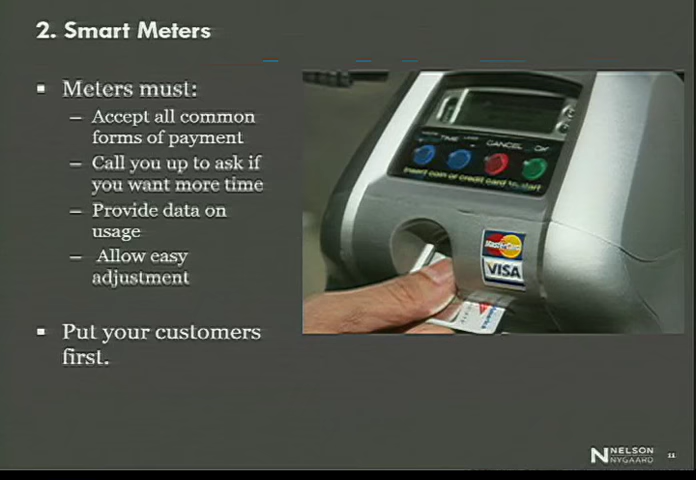 2. Smart Meters
▪ Meters must:
– Accept all common
forms of payment
– Call you up to ask if
you want more time
– Provide data on
usage
– Allow easy
adjustment
▪ Put your customers
first.
TIME
CANCEL
OK
Insert coin or credit card to start
MasterCard
VISA
NELSON
NYGAARD
11